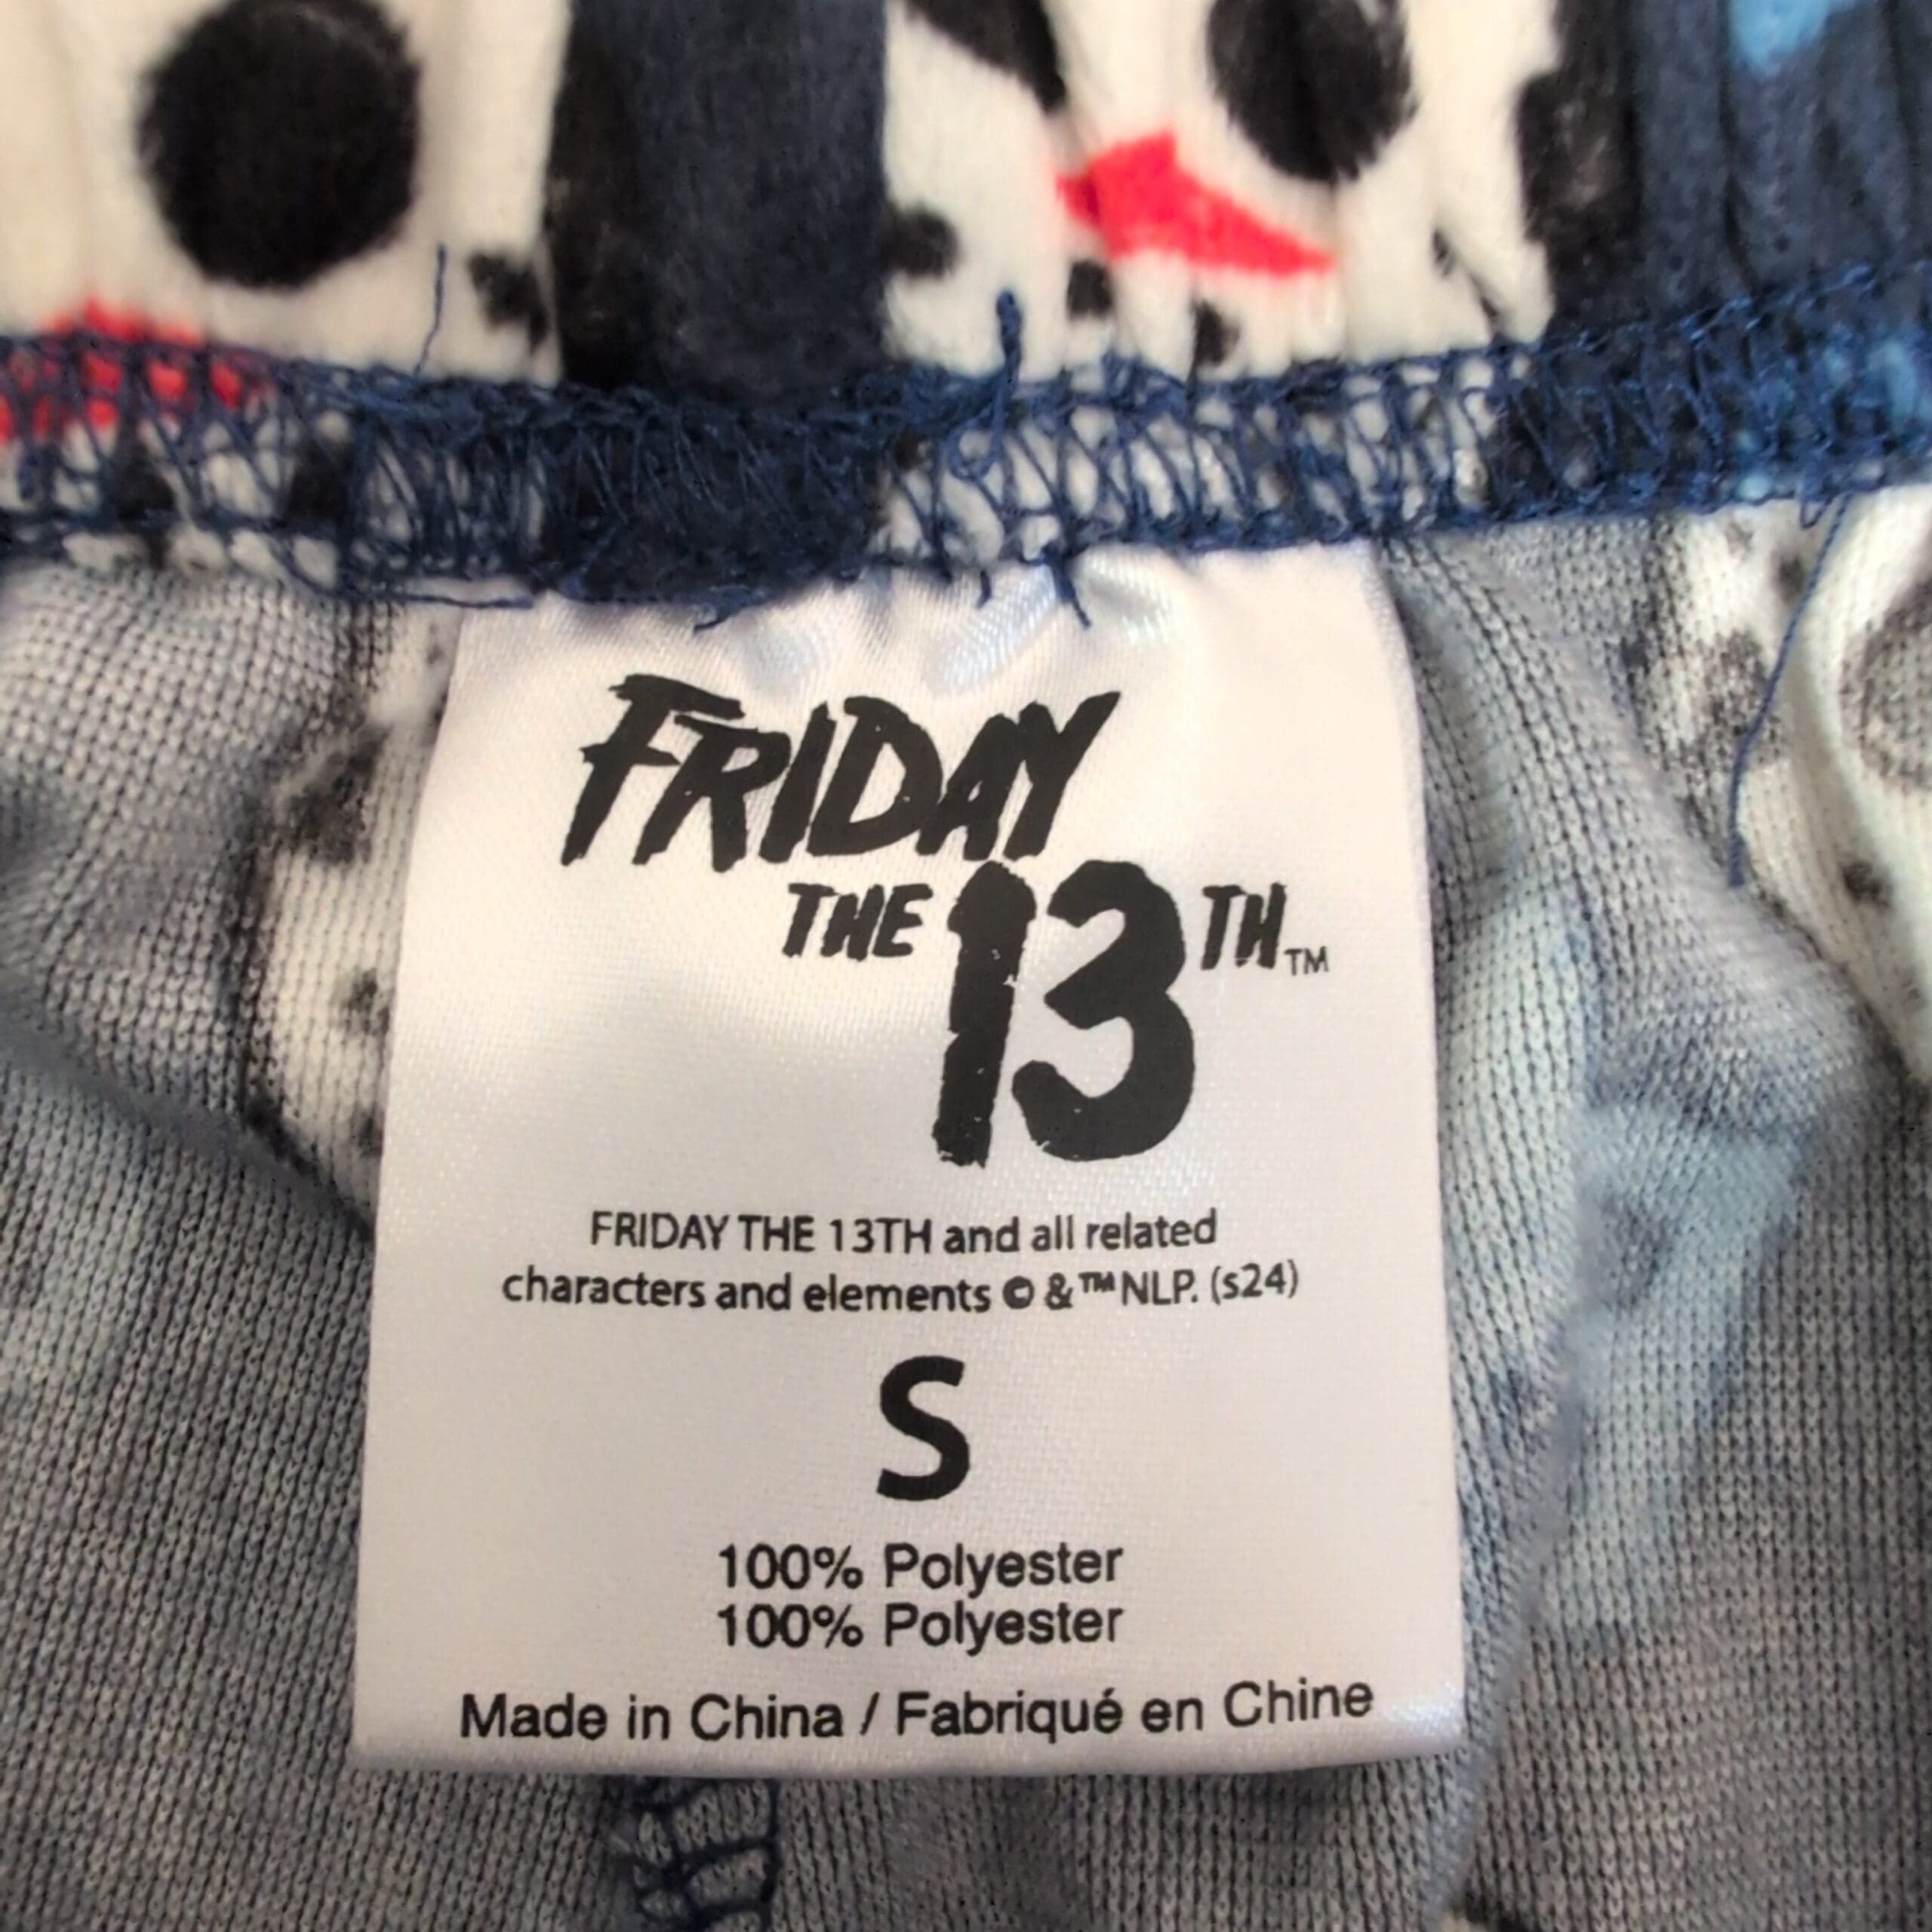 FRIDAY
THE 13TH™
FRIDAY THE 13TH and all related
characters and elements © & ™ NLP. (s24)
S
100% Polyester
100% Polyester
Made in China / Fabriqué en Chine